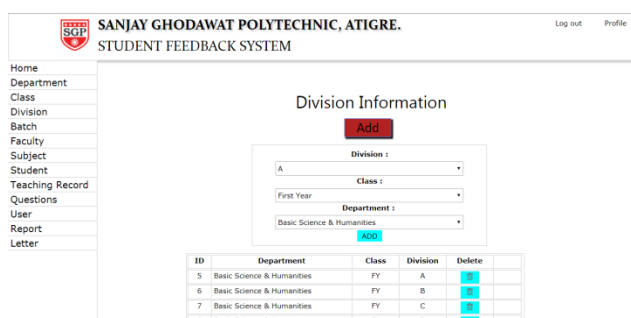 SGP
SANJAY GHODAWAT POLYTECHNIC, ATIGRE.
STUDENT FEEDBACK SYSTEM
Log out Profile
Home
Department
Class
Division
Batch
Faculty
Subject
Student
Teaching Record
Questions
User
Report
Letter
Division Information
Add
Division :
A
Class :
First Year
Department :
Basic Science & Humanities
ADD
ID Department Class Division Delete
5 Basic Science & Humanities FY A
6 Basic Science & Humanities FY B
7 Basic Science & Humanities FY C